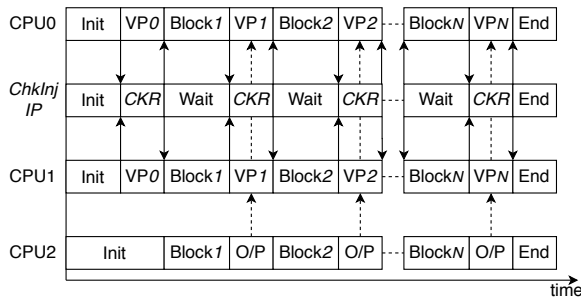 CPU0 Init VP0 Block1 VP1 Block2 VP2 BlockN VPN End
ChkInj
IP
Init CKR Wait CKR Wait CKR Wait CKR End
CPU1 Init VP0 Block1 VP1 Block2 VP2 BlockN VPN End
CPU2 Init Block1 O/P Block2 O/P BlockN O/P End
time